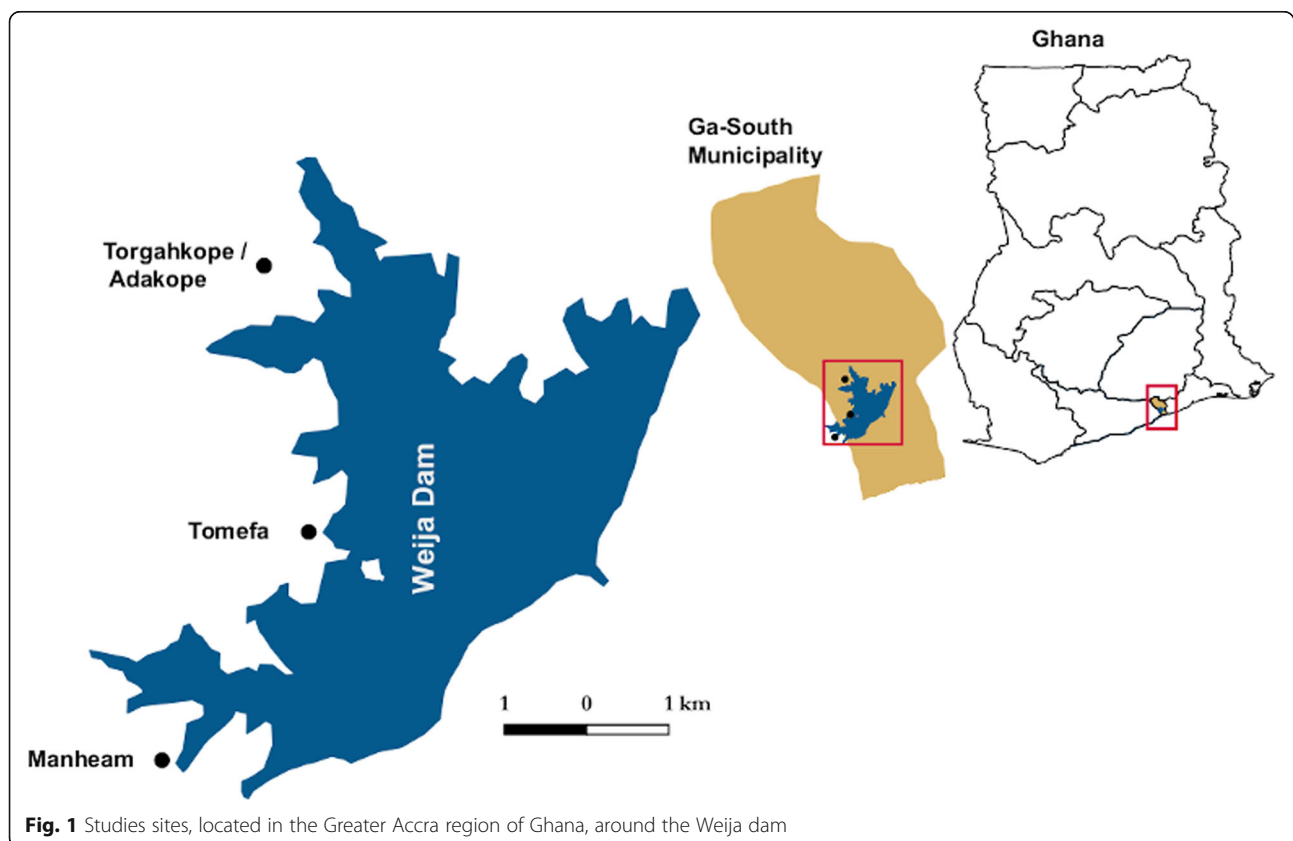 Ghana
Ga-South
Municipality
Torgahkope /
Adakope
Tomefa
Weija Dam
1 0 1 km
Manheam
Fig. 1 Studies sites, located in the Greater Accra region of Ghana, around the Weija dam